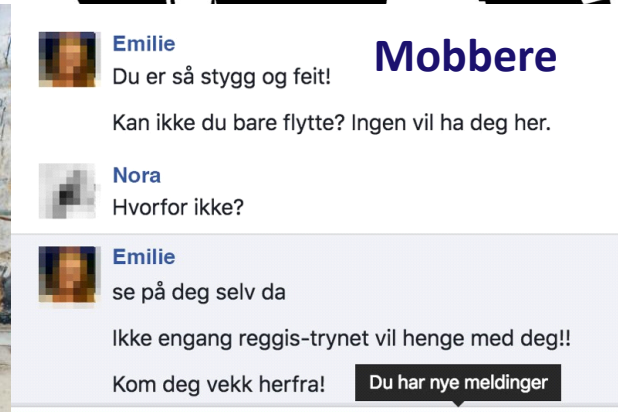 Emilie
Mobbere
Du er så stygg og feit!
Kan ikke du bare flytte? Ingen vil ha deg her.
Nora
Hvorfor ikke?
Emilie
se på deg selv da
Ikke engang reggis-trynet vil henge med deg!!
Kom deg vekk herfra!
Du har nye meldinger